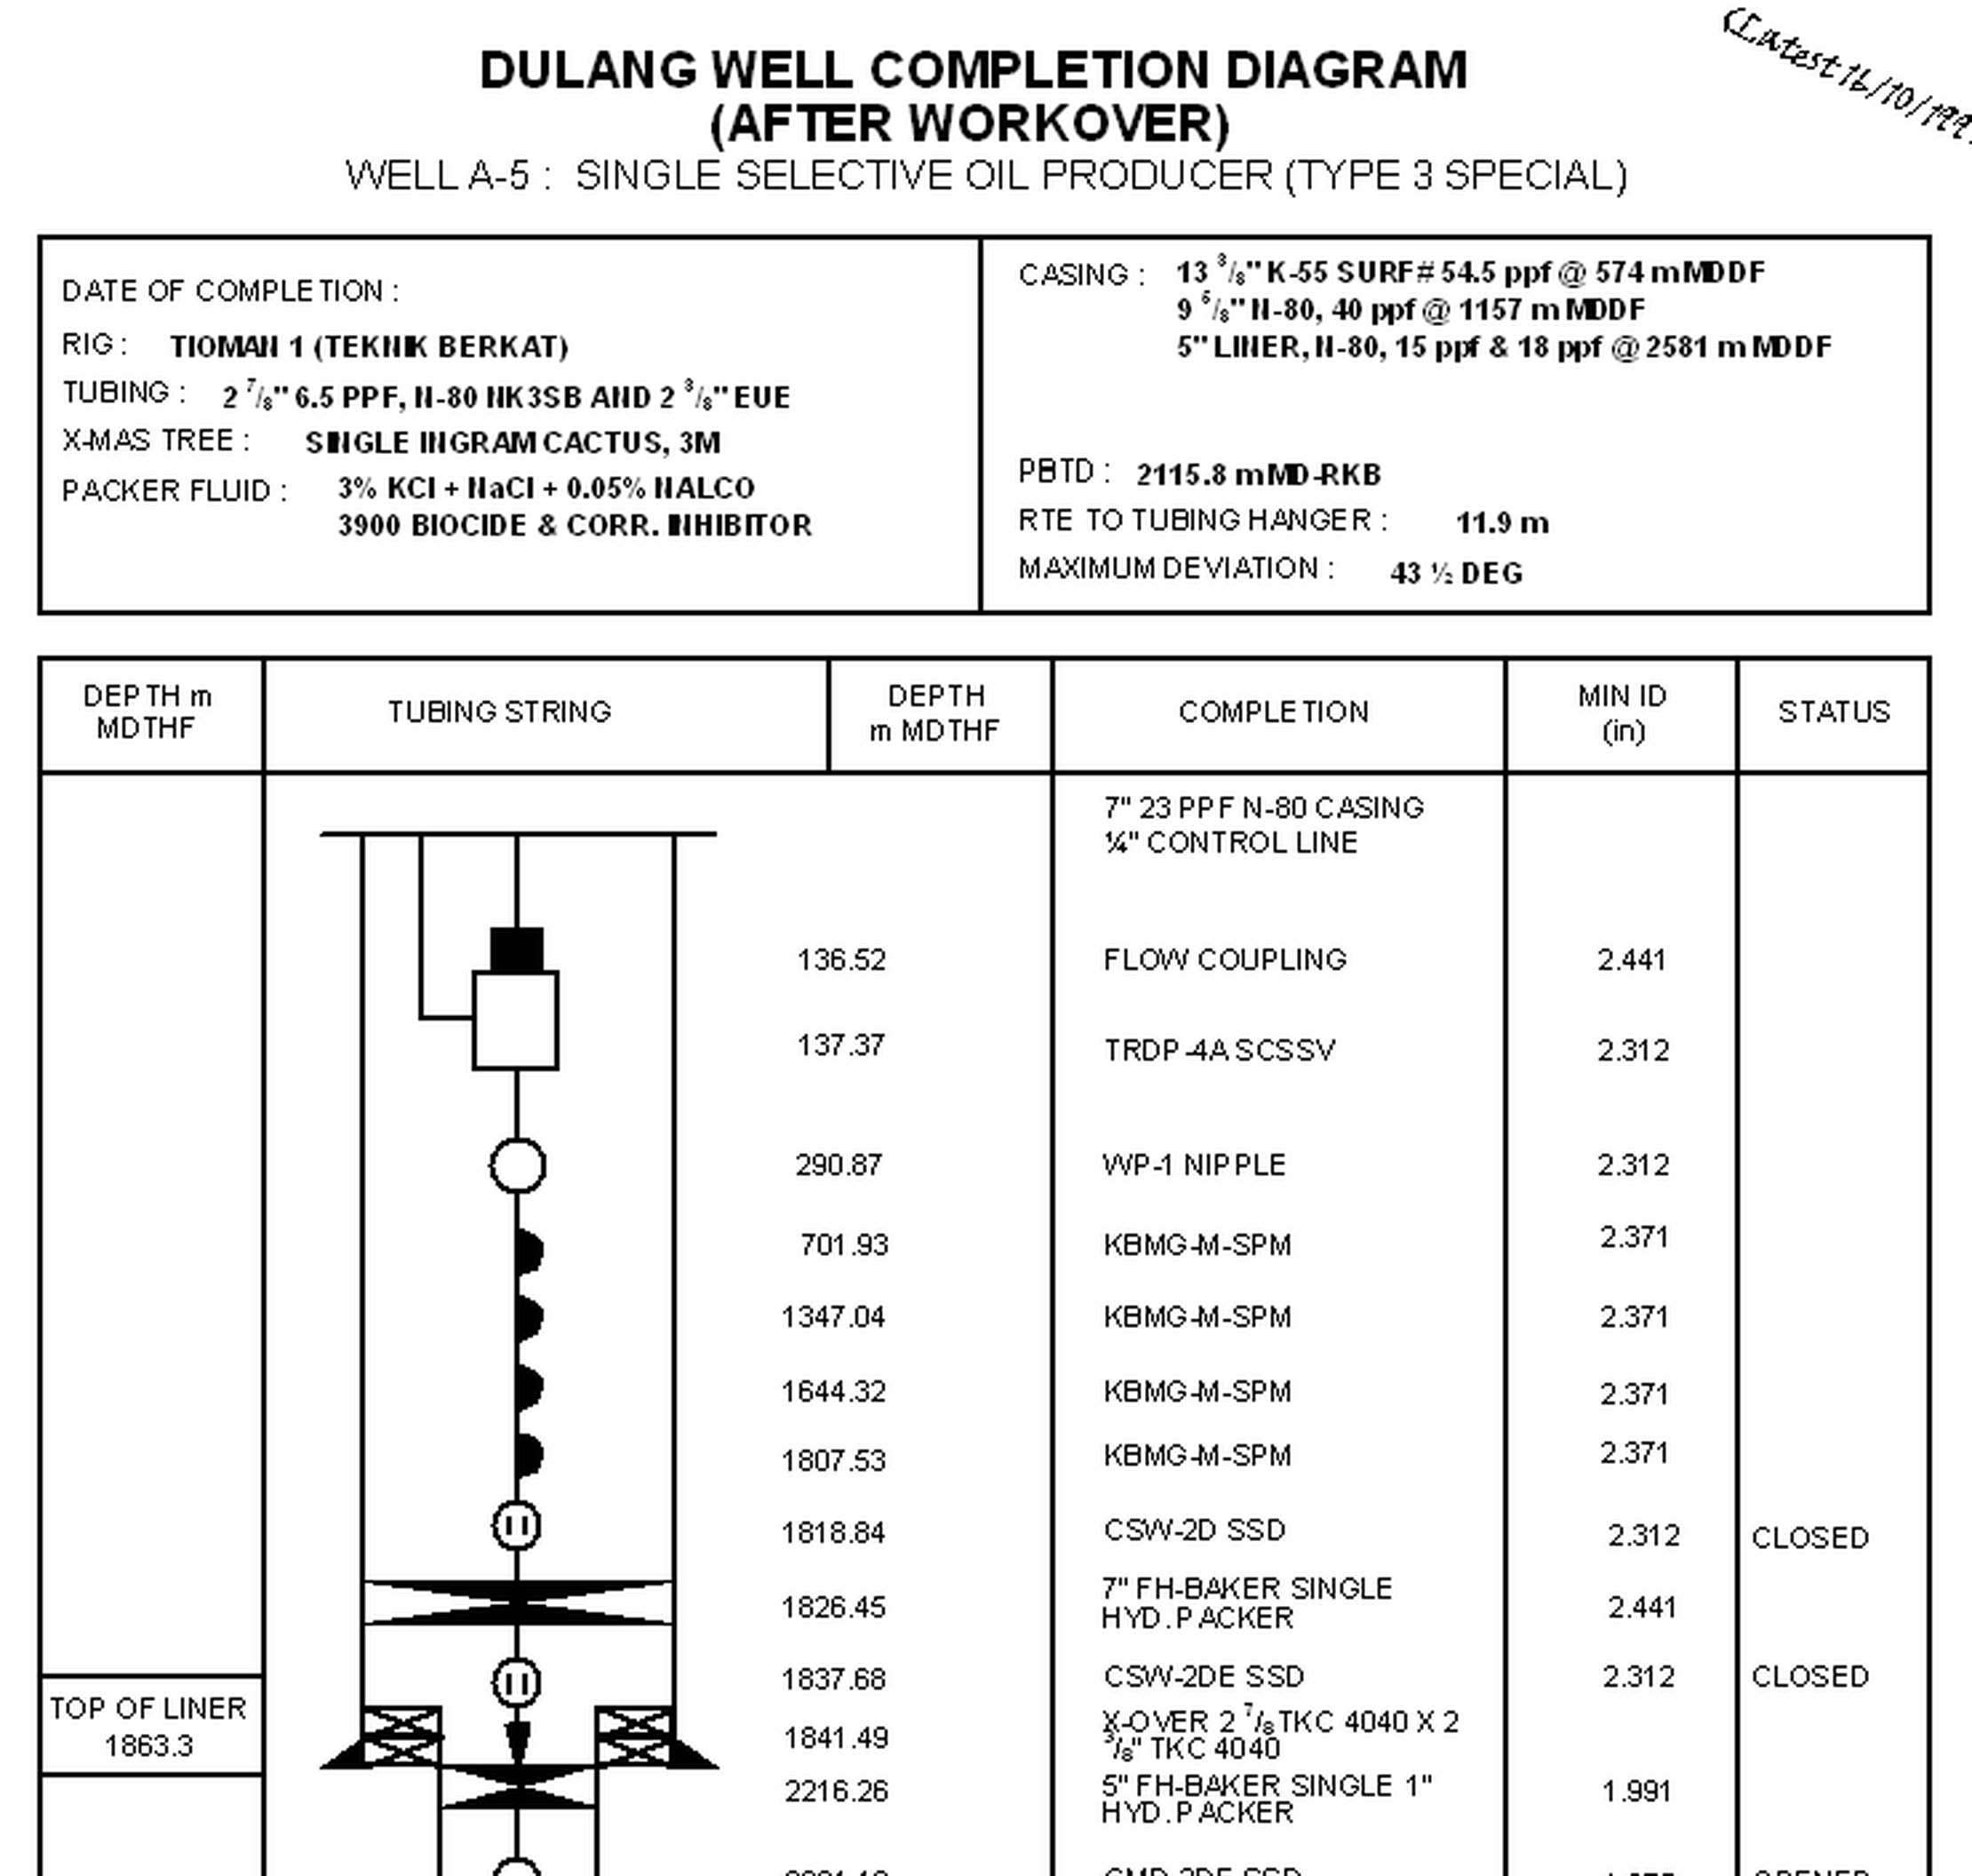 (Latest 16/10/199
DULANG WELL COMPLETION DIAGRAM
(AFTER WORKOVER)
WELL A-5 : SINGLE SELECTIVE OIL PRODUCER (TYPE 3 SPECIAL)
DATE OF COMPLETION :
RIG : TIOMAN 1 (TEKNIK BERKAT)
TUBING : 2 7/8" 6.5 PPF, N-80 NK3SB AND 2 3/8" EUE
X-MAS TREE : SINGLE INGRAM CACTUS, 3M
PACKER FLUID : 3% KCl + NaCl + 0.05% NALCO
3900 BIOCIDE & CORR. INHIBITOR
CASING : 13 3/8" K-55 SURF# 54.5 ppf @ 574 mMDDF
9 5/8" N-80, 40 ppf @ 1157 m MDDF
5" LINER, N-80, 15 ppf & 18 ppf @ 2581 m MDDF
PBTD : 2115.8 mMD-RKB
RTE TO TUBING HANGER : 11.9 m
MAXIMUM DEVIATION : 43 ½ DEG
DEPTH m
MDTHF
TUBING STRING
DEPTH
m MDTHF
COMPLETION
MIN ID
(in)
STATUS
7" 23 PPF N-80 CASING
¼" CONTROL LINE
136.52 FLOW COUPLING 2.441
137.37 TRDP-4A SCSSV 2.312
290.87 WP-1 NIPPLE 2.312
701.93 KBMG-M-SPM 2.371
1347.04 KBMG-M-SPM 2.371
1644.32 KBMG-M-SPM 2.371
1807.53 KBMG-M-SPM 2.371
1818.84 CSW-2D SSD 2.312 CLOSED
1826.45 7" FH-BAKER SINGLE
HYD.PACKER 2.441
1837.68 CSW-2DE SSD 2.312 CLOSED
TOP OF LINER
1863.3
1841.49 X-OVER 2 7/8 TKC 4040 X 2
3/8" TKC 4040
2216.26 5" FH-BAKER SINGLE 1"
HYD.PACKER 1.991